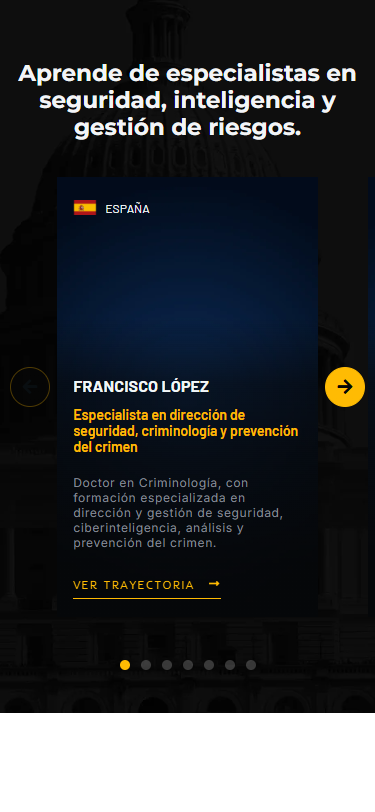 Aprende de especialistas en
seguridad, inteligencia y
gestión de riesgos.
ESPAÑA
FRANCISCO LÓPEZ
Especialista en dirección de
seguridad, criminología y prevención
del crimen
Doctor en Criminología, con
formación especializada en
dirección y gestión de seguridad,
ciberinteligencia, análisis y
prevención del crimen.
VER TRAYECTORIA